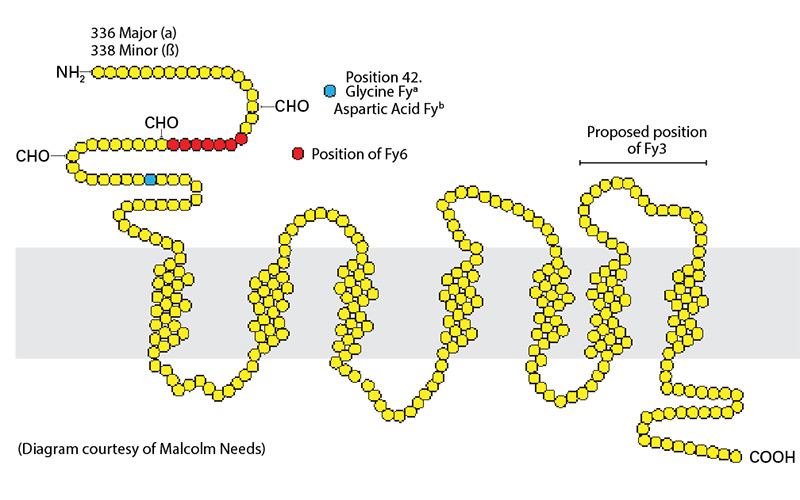 336 Major (a)
338 Minor (ß)
NH2
CHO
CHO
CHO
Position 42.
Glycine Fyª
Aspartic Acid Fyᵇ
Position of Fy6
Proposed position
of Fy3
(Diagram courtesy of Malcolm Needs)
COOH